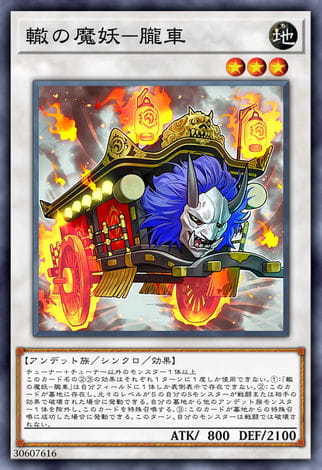 轍の魔妖-朧車
地
【アンデット族／シンクロ／効果】
チューナー＋チューナー以外のモンスター１体以上
このカード名の②③の効果はそれぞれ１ターンに１度しか使用できない。①：「轍
の魔妖-朧車」は自分フィールドに１体しか表側表示で存在できない。②：このカー
ドが墓地に存在し、元々のレベルが５の自分のSモンスターが戦闘または相手の
効果で破壊された場合に発動できる。自分の墓地から他のアンデット族モンスタ
ー１体を除外し、このカードを特殊召喚する。③：このカードが墓地からの特殊召
喚に成功した場合に発動できる。このターン、自分のモンスターは戦闘では破壊さ
れない。
ATK/ 800 DEF/2100
30607616